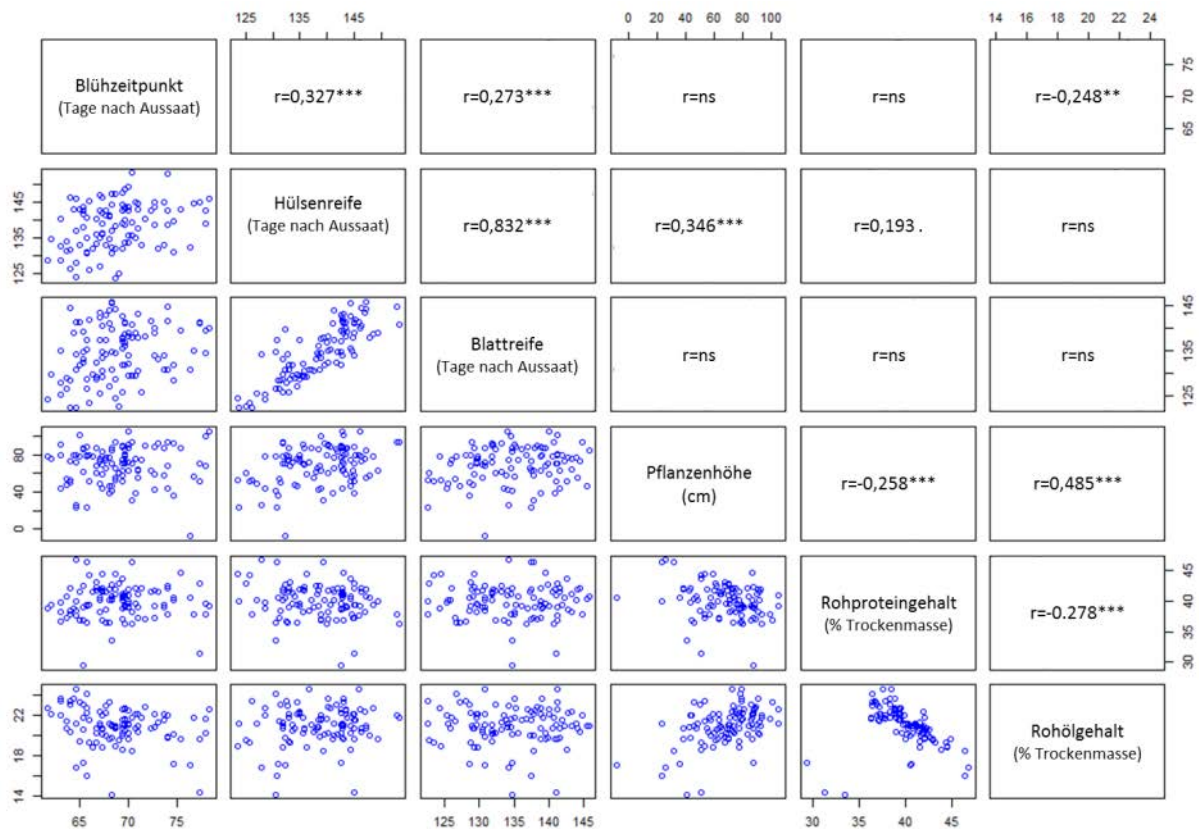 125 135 145
0 20 40 60 80 100
14 16 18 20 22 24
Blühzeitpunkt
(Tage nach Aussaat)
r=0,327***
r=0,273***
r=ns
r=ns
r=-0,248**
65 70 75
125 135 145
Hülsenreife
(Tage nach Aussaat)
r=0,832***
r=0,346***
r=0,193 .
r=ns
Blattreife
(Tage nach Aussaat)
r=ns
r=ns
r=ns
125 135 145
0 40 80
Pflanzenhöhe
(cm)
r=-0,258***
r=0,485***
Rohproteingehalt
(% Trockenmasse)
r=-0.278***
30 35 40 45
14 18 22
Rohölgehalt
(% Trockenmasse)
65 70 75
125 130 135 140 145
30 35 40 45